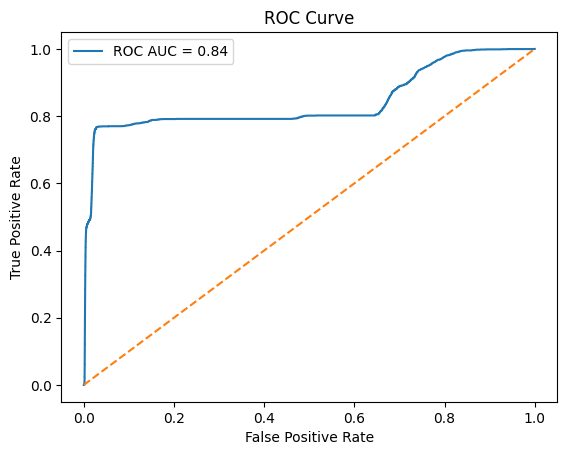 ROC Curve
ROC AUC = 0.84
True Positive Rate
1.0
0.8
0.6
0.4
0.2
0.0
0.0 0.2 0.4 0.6 0.8 1.0
False Positive Rate